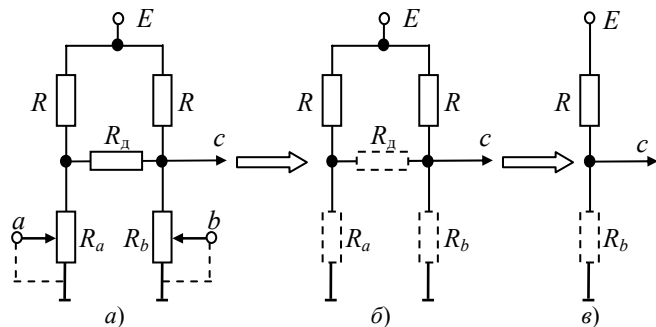 E E E
R R R R R
Rд c Rд c c
a Ra Rb b Ra Rb Rb
а) б) в)